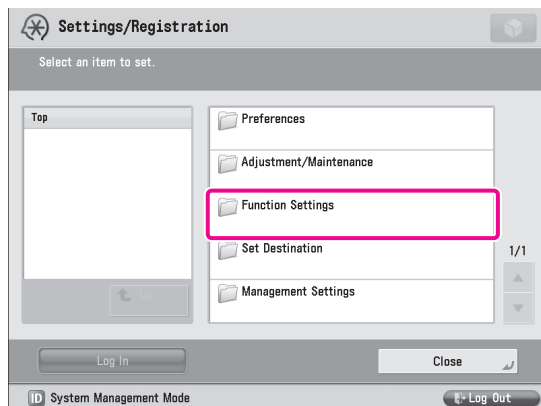 Settings/Registration
Select an item to set.
Top
Preferences
Adjustment/Maintenance
Function Settings
Set Destination
1/1
Management Settings
Up
Log In
Close
ID System Management Mode
Log Out